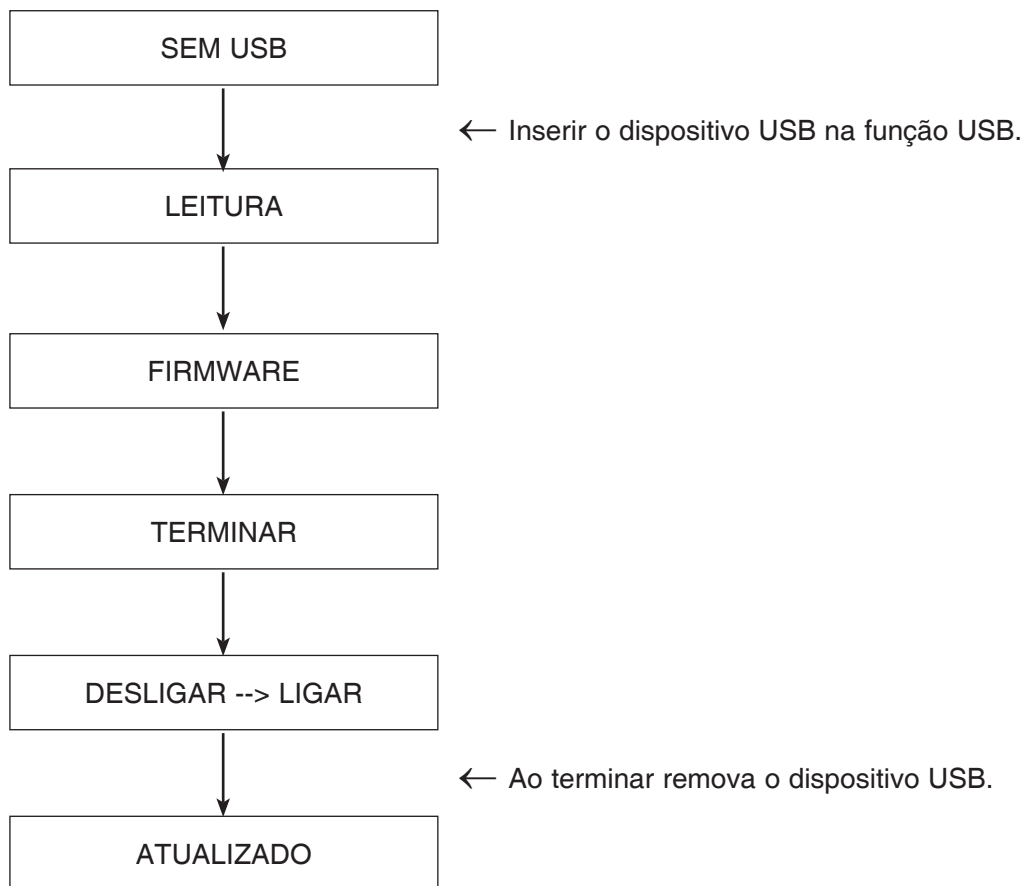 SEM USB
← Inserir o dispositivo USB na função USB.
LEITURA
FIRMWARE
TERMINAR
DESLIGAR --> LIGAR
← Ao terminar remova o dispositivo USB.
ATUALIZADO